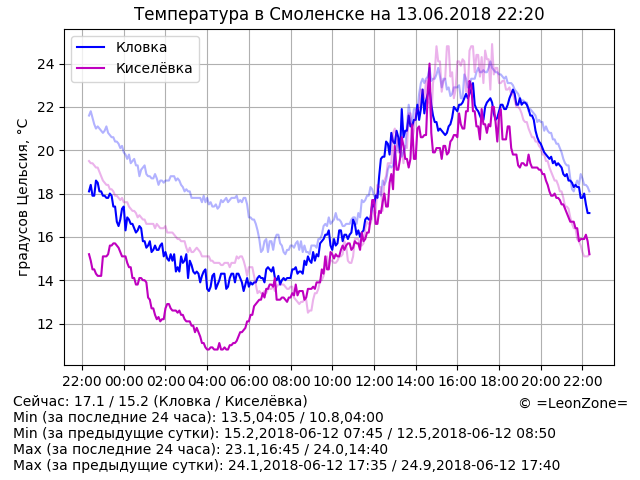 Температура в Смоленске на 13.06.2018 22:20
Кловка
Киселёвка
градусов Цельсия, °C
24
22
20
18
16
14
12
22:00 00:00 02:00 04:00 06:00 08:00 10:00 12:00 14:00 16:00 18:00 20:00 22:00
Сейчас: 17.1 / 15.2 (Кловка / Киселёвка)
© =LeonZone=
Min (за последние 24 часа): 13.5,04:05 / 10.8,04:00
Min (за предыдущие сутки): 15.2,2018-06-12 07:45 / 12.5,2018-06-12 08:50
Max (за последние 24 часа): 23.1,16:45 / 24.0,14:40
Max (за предыдущие сутки): 24.1,2018-06-12 17:35 / 24.9,2018-06-12 17:40